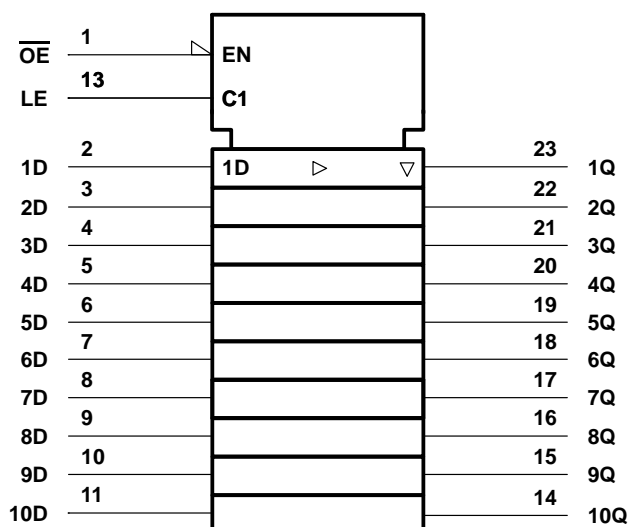 O̅E̅ 1 EN
LE 13 C1
1D 2 1D 23 1Q
2D 3 22 2Q
3D 4 21 3Q
4D 5 20 4Q
5D 6 19 5Q
6D 7 18 6Q
7D 8 17 7Q
8D 9 16 8Q
9D 10 15 9Q
10D 11 14 10Q